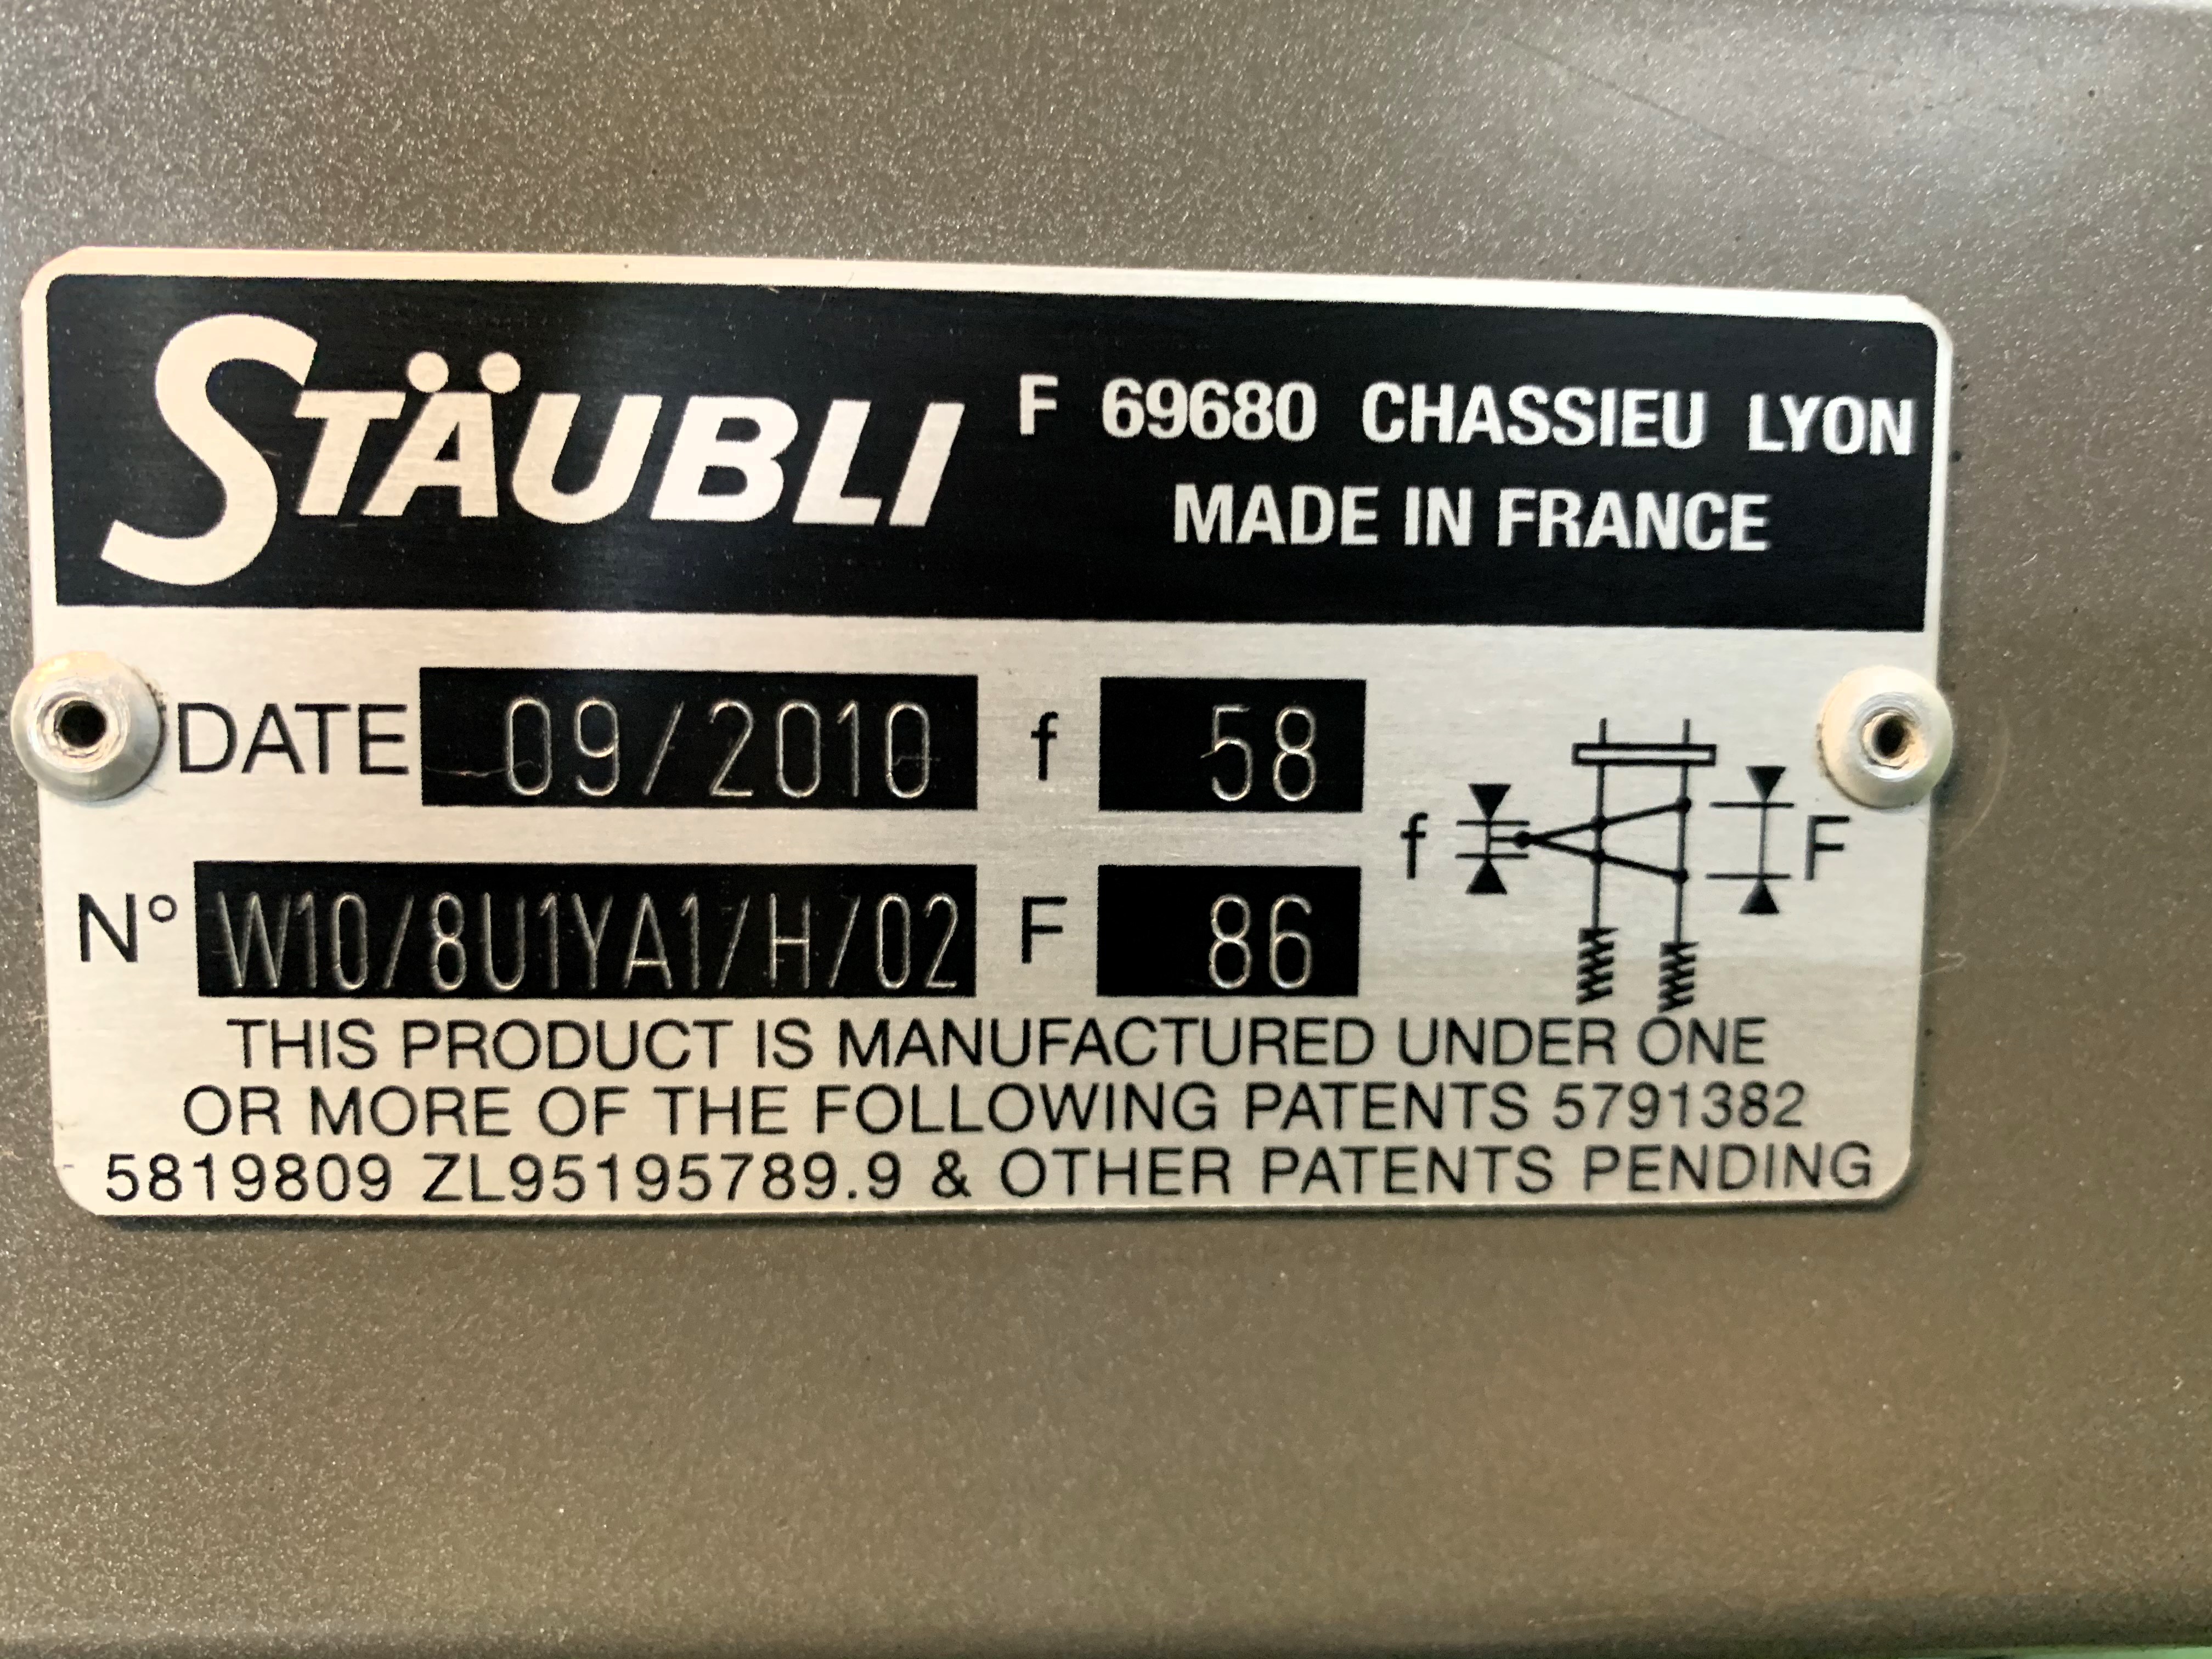 STÄUBLI F 69680 CHASSIEU LYON
MADE IN FRANCE
DATE 09/2010 f 58
f F
N° W10/8U1YA1/H/02 F 86
THIS PRODUCT IS MANUFACTURED UNDER ONE
OR MORE OF THE FOLLOWING PATENTS 5791382
5819809 ZL95195789.9 & OTHER PATENTS PENDING